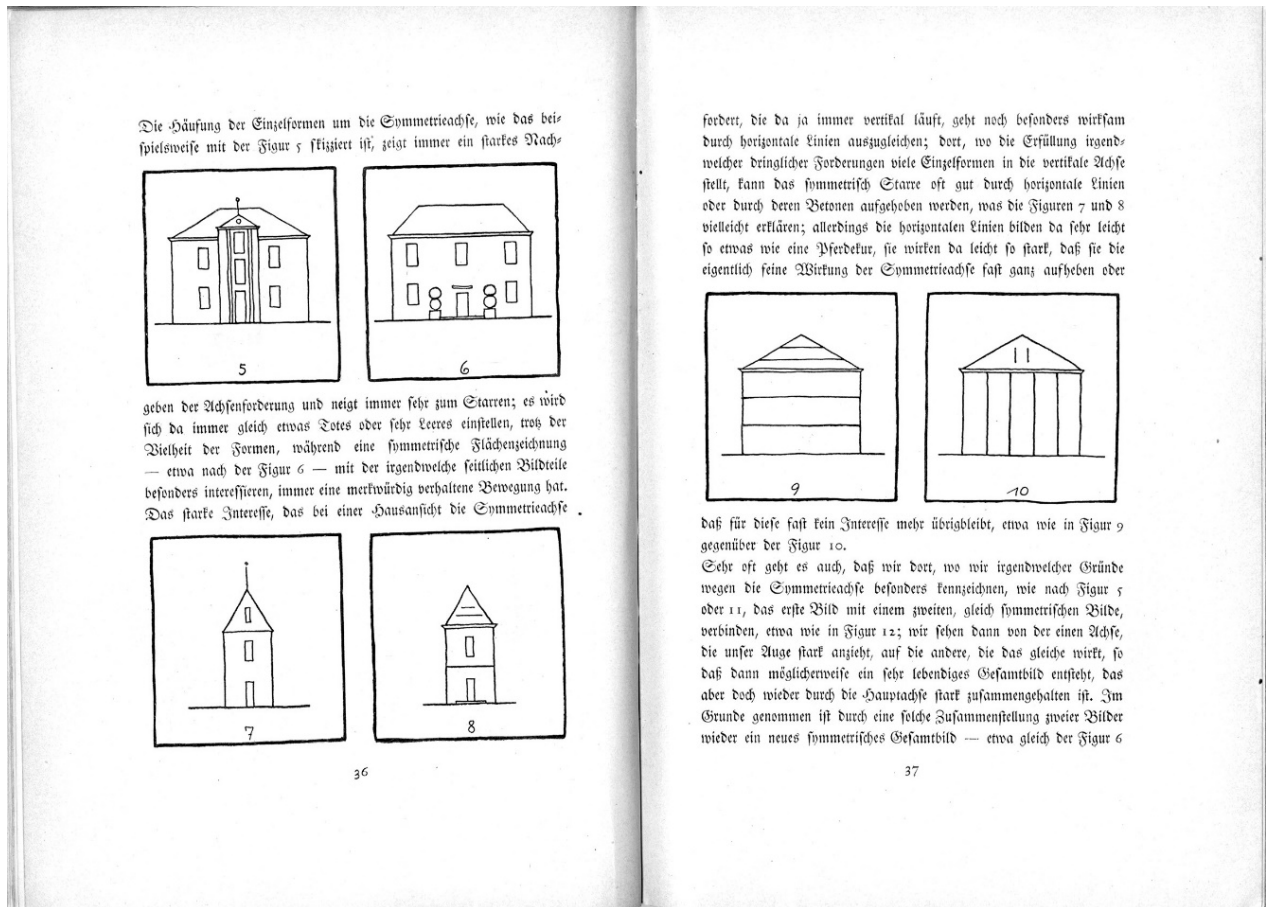 Die Häufung der Einzelformen um die Symmetrieachse, wie das bei-
spielsweise mit der Figur 5 skizziert ist, zeigt immer ein starkes Nach-
5
6
geben der Achsenforderung und neigt immer sehr zum Starren; es wird
sich da immer gleich etwas Totes oder sehr Leeres einstellen, trotz der
Vielheit der Formen, während eine symmetrische Flächenzeichnung
— etwa nach der Figur 6 — mit der irgendwelche seitlichen Bildteile
besonders interessieren, immer eine merkwürdig verhaltene Bewegung hat.
Das starke Interesse, das bei einer Hausansicht die Symmetrieachse
7
8
36
fordert, die da ja immer vertikal läuft, geht noch besonders wirksam
durch horizontale Linien auszugleichen; dort, wo die Erfüllung irgend-
welcher dringlicher Forderungen viele Einzelformen in die vertikale Achse
stellt, kann das symmetrisch Starre oft gut durch horizontale Linien
oder durch deren Betonen aufgehoben werden, was die Figuren 7 und 8
vielleicht erklären; allerdings die horizontalen Linien bilden da sehr leicht
so etwas wie eine Pferdekur, sie wirken da leicht so stark, daß sie die
eigentlich feine Wirkung der Symmetrieachse fast ganz aufheben oder
9
10
daß für diese fast kein Interesse mehr übrigbleibt, etwa wie in Figur 9
gegenüber der Figur 10.
Sehr oft geht es auch, daß wir dort, wo wir irgendwelcher Gründe
wegen die Symmetrieachse besonders kennzeichnen, wie nach Figur 5
oder 11, das erste Bild mit einem zweiten, gleich symmetrischen Bilde,
verbinden, etwa wie in Figur 12; wir sehen dann von der einen Achse,
die unser Auge stark anzieht, auf die andere, die das gleiche wirkt, so
daß dann möglicherweise ein sehr lebendiges Gesamtbild entsteht, das
aber doch wieder durch die Hauptachse stark zusammengehalten ist. Im
Grunde genommen ist durch eine solche Zusammenstellung zweier Bilder
wieder ein neues symmetrisches Gesamtbild — etwa gleich der Figur 6
37